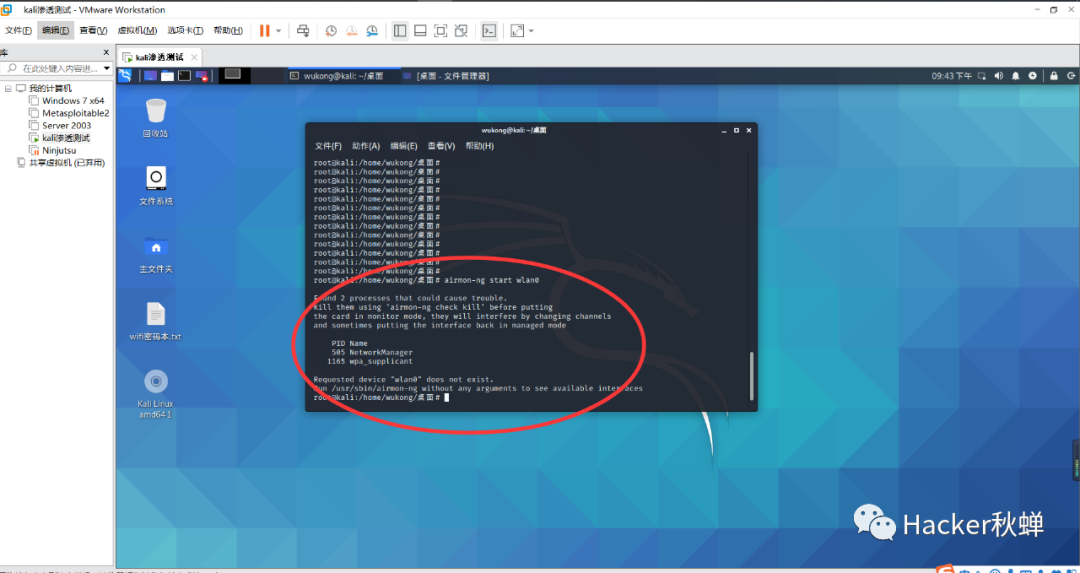 kali渗透测试 - VMware Workstation
文件(F) 编辑(E) 查看(V) 虚拟机(M) 选项卡(T) 帮助(H)
库
在此处键入内容进...
我的计算机
Windows 7 x64
Metasploitable2
Server 2003
kali渗透测试
Ninjutsu
共享虚拟机 (已弃用)
kali渗透测试
wukong@kali: ~/桌面
[桌面 - 文件管理器]
09:43 下午
回收站
文件系统
主文件夹
wifi密码本.txt
Kali Linux
amd64 1
wukong@kali: ~/桌面
文件(F) 动作(A) 编辑(E) 查看(V) 帮助(H)
root@kali:/home/wukong/桌面#
root@kali:/home/wukong/桌面#
root@kali:/home/wukong/桌面#
root@kali:/home/wukong/桌面#
root@kali:/home/wukong/桌面#
root@kali:/home/wukong/桌面#
root@kali:/home/wukong/桌面#
root@kali:/home/wukong/桌面#
root@kali:/home/wukong/桌面#
root@kali:/home/wukong/桌面#
root@kali:/home/wukong/桌面#
root@kali:/home/wukong/桌面#
root@kali:/home/wukong/桌面#
root@kali:/home/wukong/桌面# airmon-ng start wlan0
Found 2 processes that could cause trouble.
Kill them using 'airmon-ng check kill' before putting
the card in monitor mode, they will interfere by changing channels
and sometimes putting the interface back in managed mode
PID Name
505 NetworkManager
1165 wpa_supplicant
Requested device "wlan0" does not exist.
Run /usr/sbin/airmon-ng without any arguments to see available interfaces
root@kali:/home/wukong/桌面#
Hacker秋蝉